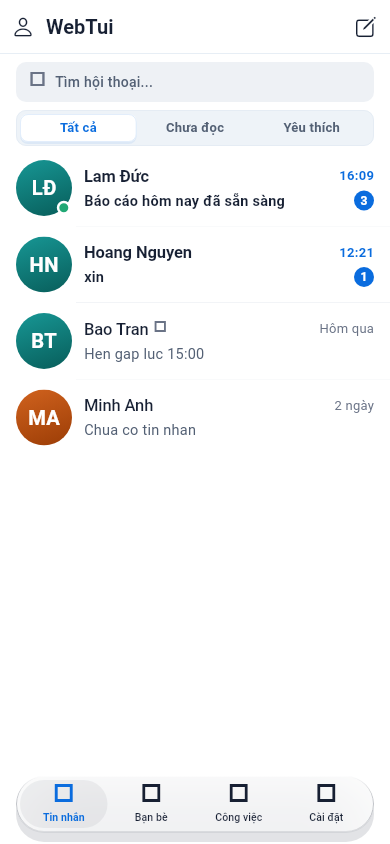 WebTui
Tìm hội thoại...
Tất cả
Chưa đọc
Yêu thích
LĐ
Lam Đức
16:09
Báo cáo hôm nay đã sẵn sàng
3
HN
Hoang Nguyen
12:21
xin
1
BT
Bao Tran
Hôm qua
Hen gap luc 15:00
MA
Minh Anh
2 ngày
Chua co tin nhan
Tin nhắn
Bạn bè
Công việc
Cài đặt